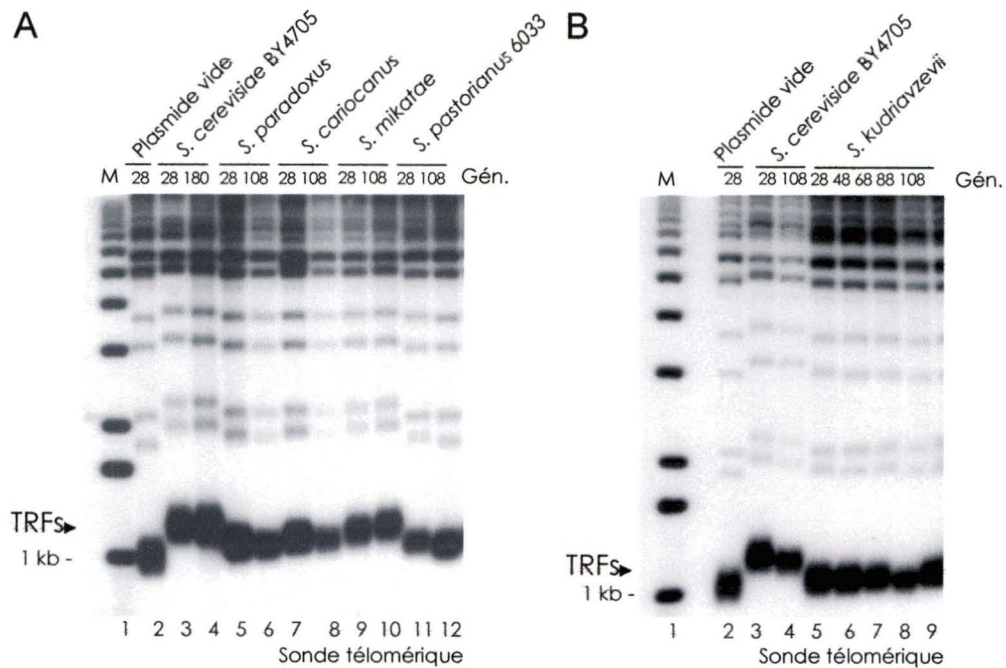 A
Plasmide vide
S. cerevisiae BY4705
S. paradoxus
S. cariocanus
S. mikatae
S. pastorianus 6033
M 28 28 180 28 108 28 108 28 108 28 108 Gén.
TRFs
1 kb -
1 2 3 4 5 6 7 8 9 10 11 12
Sonde télomérique
B
Plasmide vide
S. cerevisiae BY4705
S. kudriavzevii
M 28 28 108 28 48 68 88 108 Gén.
TRFs
1 kb -
1 2 3 4 5 6 7 8 9
Sonde télomérique